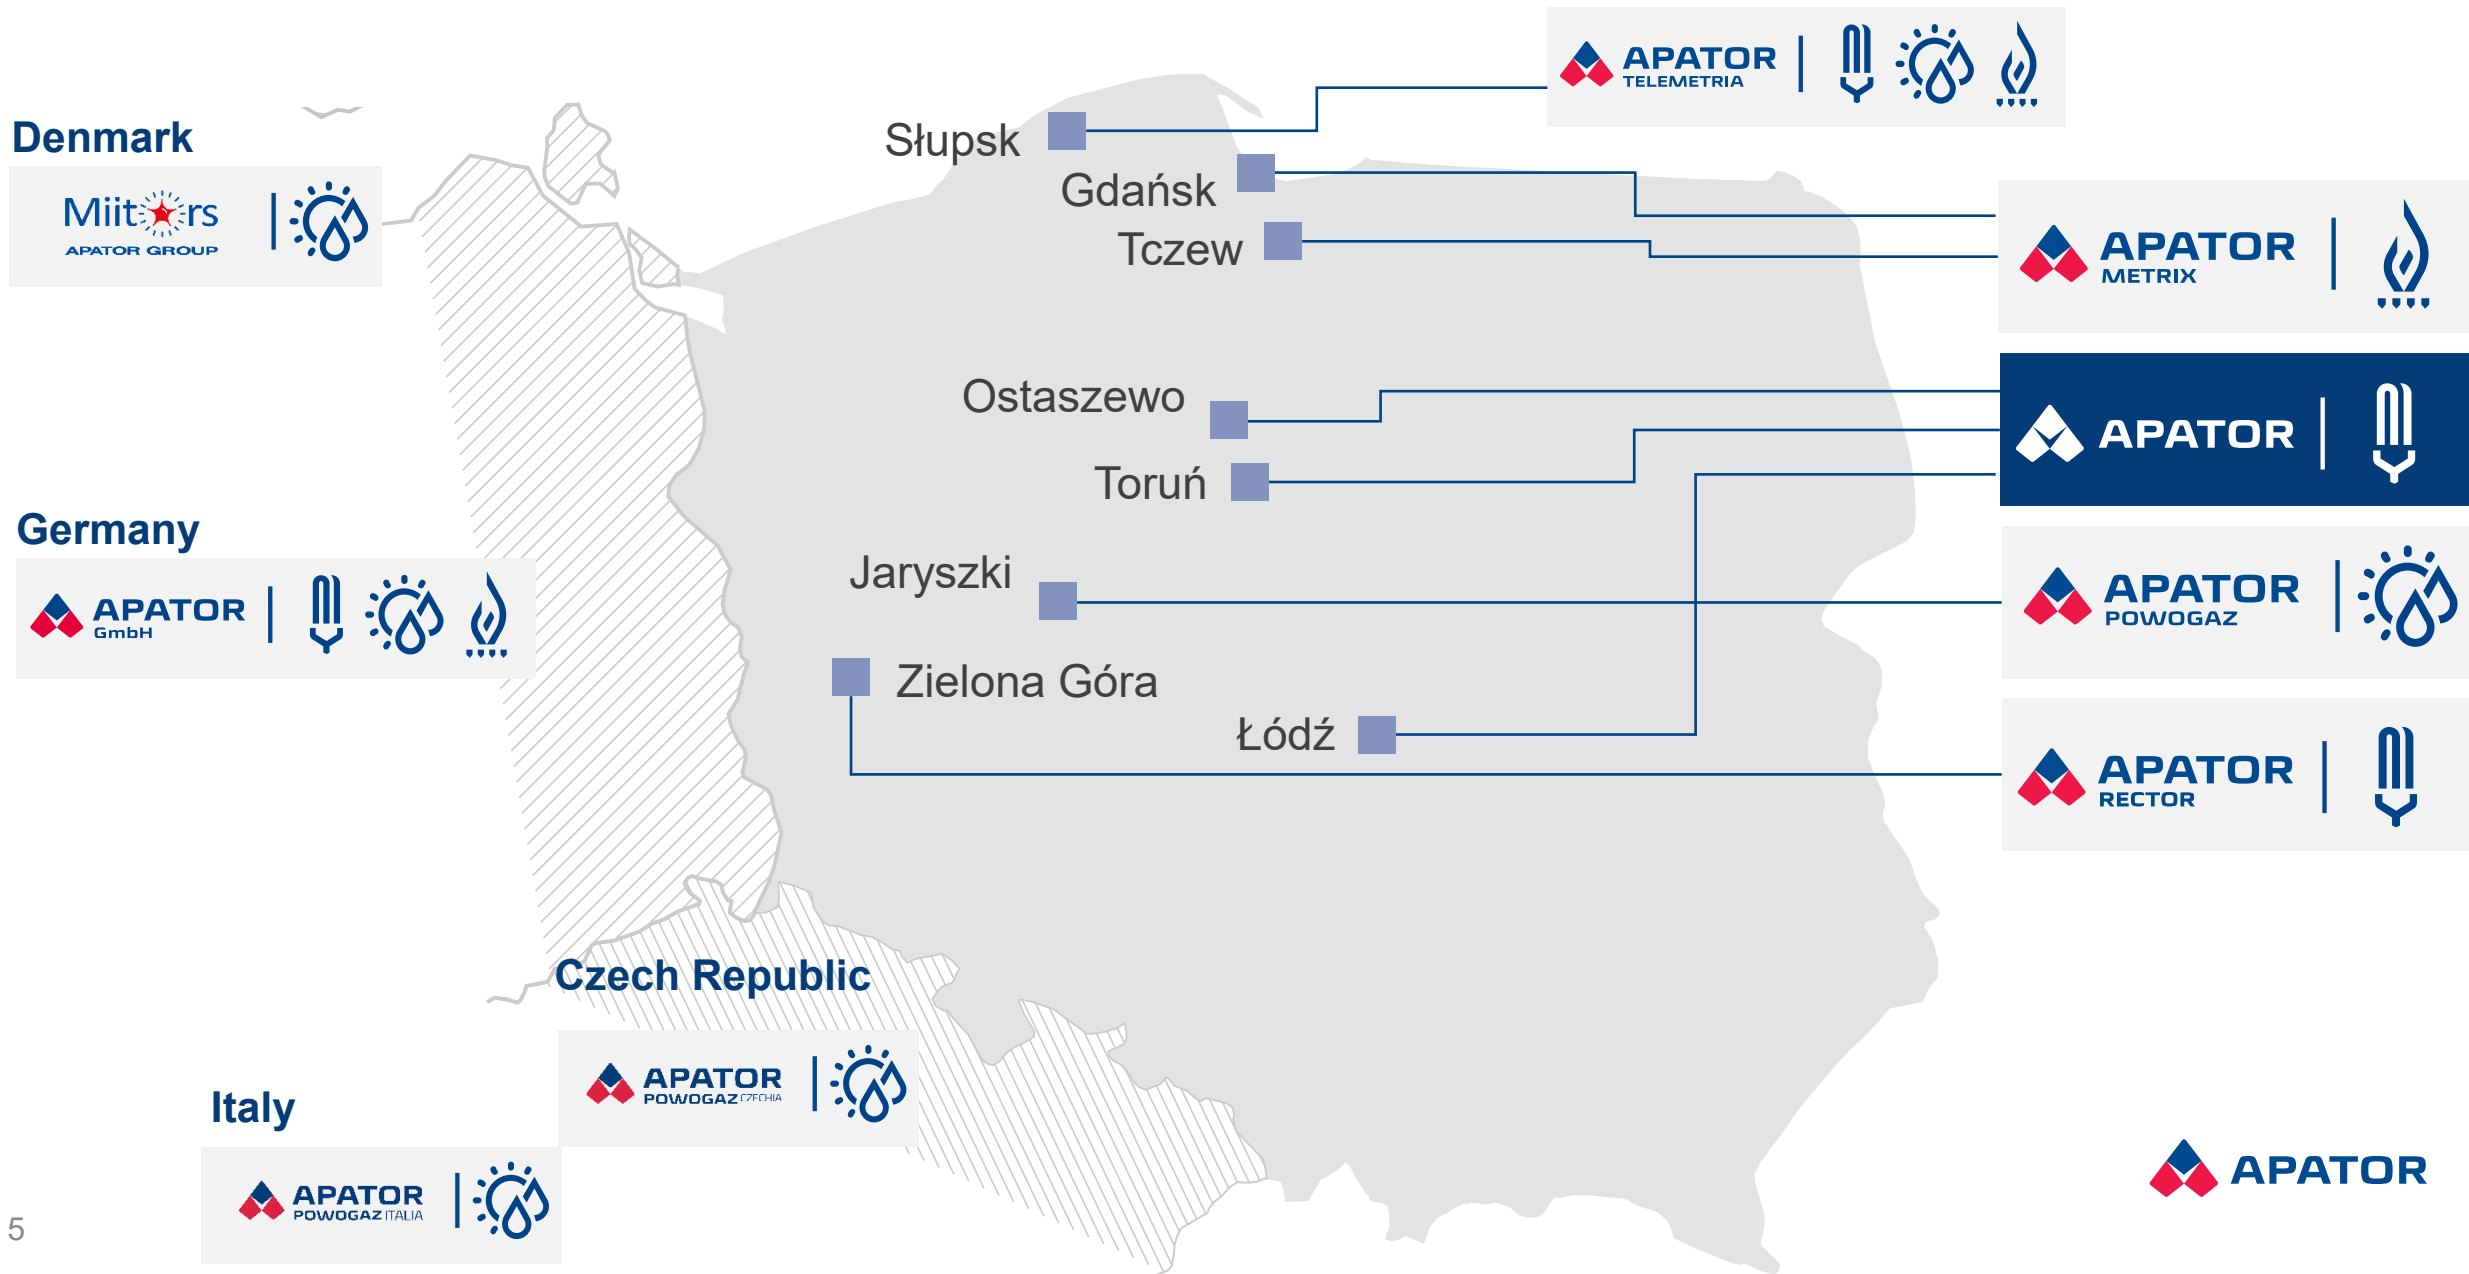 APATOR
TELEMETRIA
Denmark
Słupsk
Gdańsk
Miitors
APATOR GROUP
Tczew
APATOR
METRIX
Ostaszewo
APATOR
Toruń
Germany
Jaryszki
APATOR
GmbH
APATOR
POWOGAZ
Zielona Góra
Łódź
APATOR
RECTOR
Czech Republic
APATOR
POWOGAZ CZECHIA
Italy
APATOR
POWOGAZ ITALIA
APATOR
5